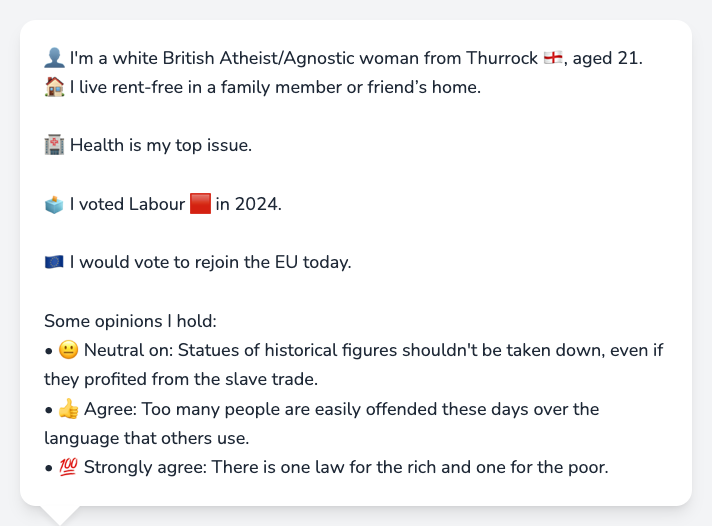 👤 I'm a white British Atheist/Agnostic woman from Thurrock 🏴󠁧󠁢󠁥󠁮󠁧󠁿, aged 21.
🏠 I live rent-free in a family member or friend’s home.
🏥 Health is my top issue.
🗳️ I voted Labour 🟥 in 2024.
🇪🇺 I would vote to rejoin the EU today.
Some opinions I hold:
• 😐 Neutral on: Statues of historical figures shouldn't be taken down, even if
they profited from the slave trade.
• 👍 Agree: Too many people are easily offended these days over the
language that others use.
• 💯 Strongly agree: There is one law for the rich and one for the poor.